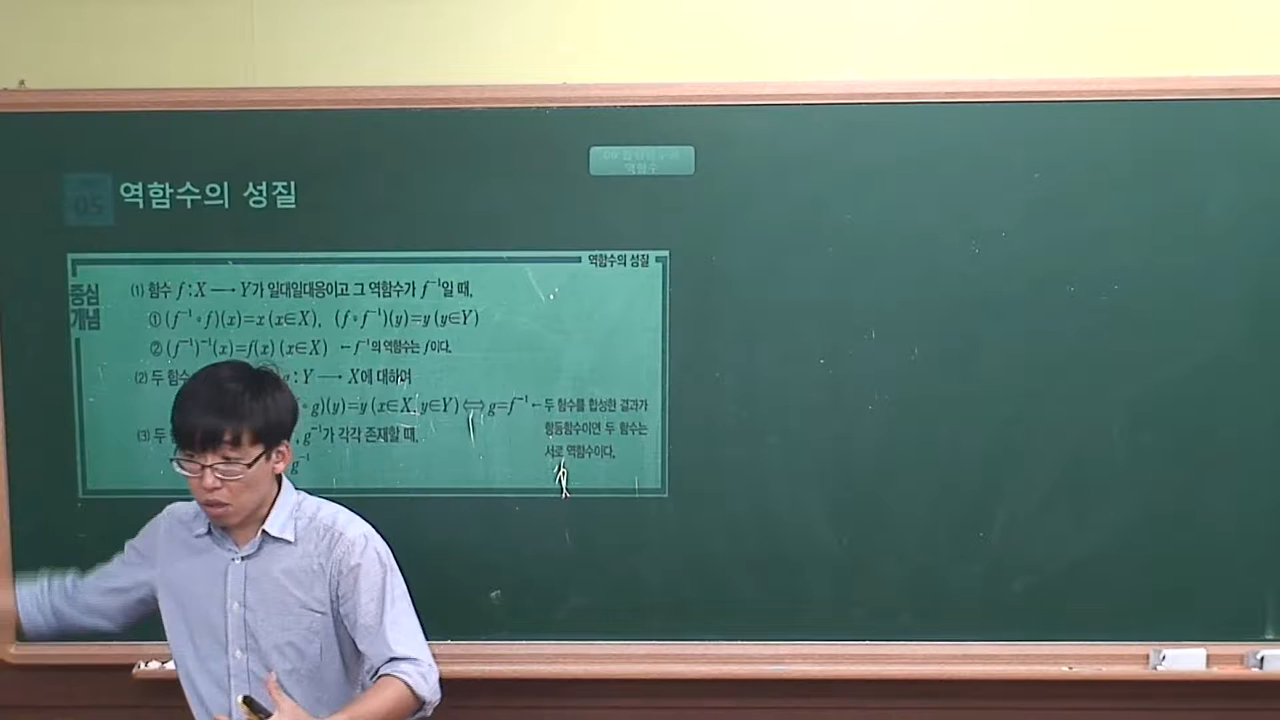 역함수
05 역함수의 성질
역함수의 성질
중심
개념
(1) 함수 f : X ⟶ Y가 일대일대응이고 그 역함수가 f⁻¹일 때,
① (f⁻¹∘f)(x)=x (x∈X), (f∘f⁻¹)(y)=y (y∈Y)
② (f⁻¹)⁻¹(x)=f(x) (x∈X) ←f⁻¹의 역함수는 f이다.
(2) 두 함수 g : Y ⟶ X에 대하여
∘g)(y)=y (x∈X, y∈Y)⟺g=f⁻¹ ← 두 함수를 합성한 결과가
항등함수이면 두 함수는
서로 역함수이다.
(3) 두 , g⁻¹가 각각 존재할 때,
g⁻¹